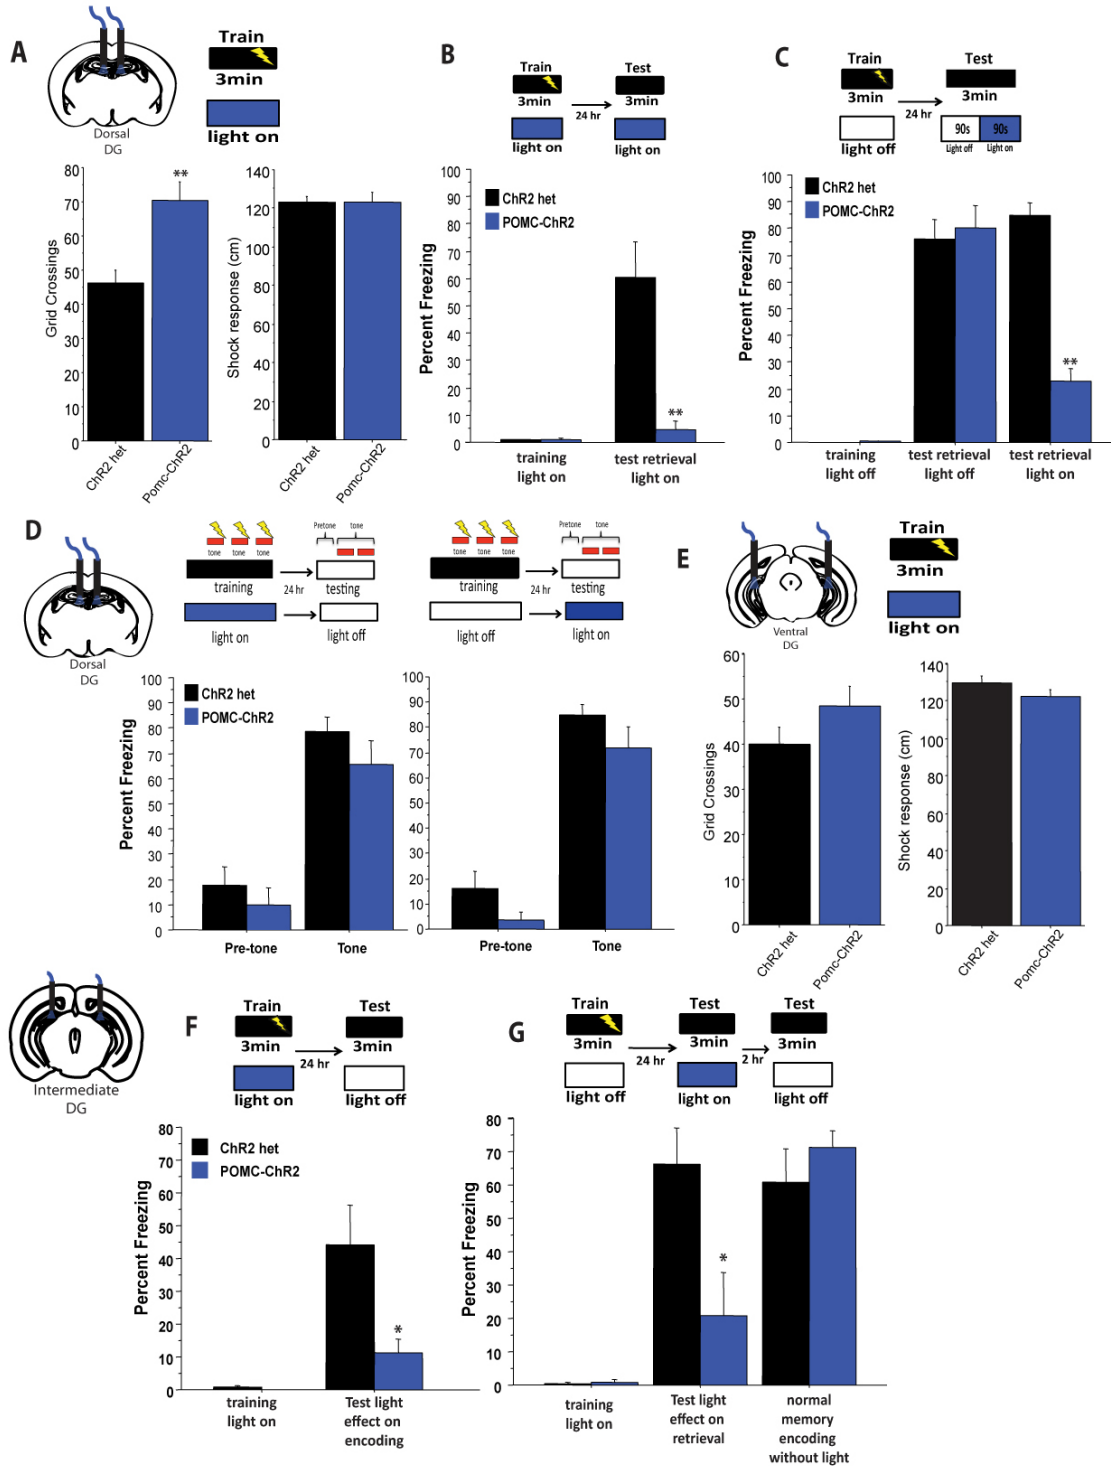 A
Dorsal
DG
Train
3min
light on
Grid Crossings
80
70
60
50
40
30
20
10
0
**
ChR2 het
Pomc-ChR2
Shock response (cm)
140
120
100
80
60
40
20
0
ChR2 het
Pomc-ChR2
B
Train
3min
light on
24 hr
Test
3min
light on
Percent Freezing
100
90
80
70
60
50
40
30
20
10
0
ChR2 het
POMC-ChR2
**
training
light on
test retrieval
light on
C
Train
3min
light off
24 hr
Test
3min
90s
90s
Light off
Light on
Percent Freezing
100
90
80
70
60
50
40
30
20
10
0
ChR2 het
POMC-ChR2
**
training
light off
test retrieval
light off
test retrieval
light on
D
Dorsal
DG
tone
tone
tone
training
light on
24 hr
Pretone
tone
testing
light off
tone
tone
tone
training
light off
24 hr
Pretone
tone
testing
light on
Percent Freezing
100
90
80
70
60
50
40
30
20
10
0
ChR2 het
POMC-ChR2
Pre-tone
Tone
100
90
80
70
60
50
40
30
20
10
0
Pre-tone
Tone
E
Ventral
DG
Train
3min
light on
Grid Crossings
60
50
40
30
20
10
0
ChR2 het
Pomc-ChR2
Shock response (cm)
140
120
100
80
60
40
20
0
ChR2 het
Pomc-ChR2
Intermediate
DG
F
Train
3min
light on
24 hr
Test
3min
light off
Percent Freezing
80
70
60
50
40
30
20
10
0
ChR2 het
POMC-ChR2
*
training
light on
Test light
effect on
encoding
G
Train
3min
light off
24 hr
Test
3min
light on
2 hr
Test
3min
light off
Percent Freezing
80
70
60
50
40
30
20
10
0
*
training
light on
Test light
effect on
retrieval
normal
memory
encoding
without light